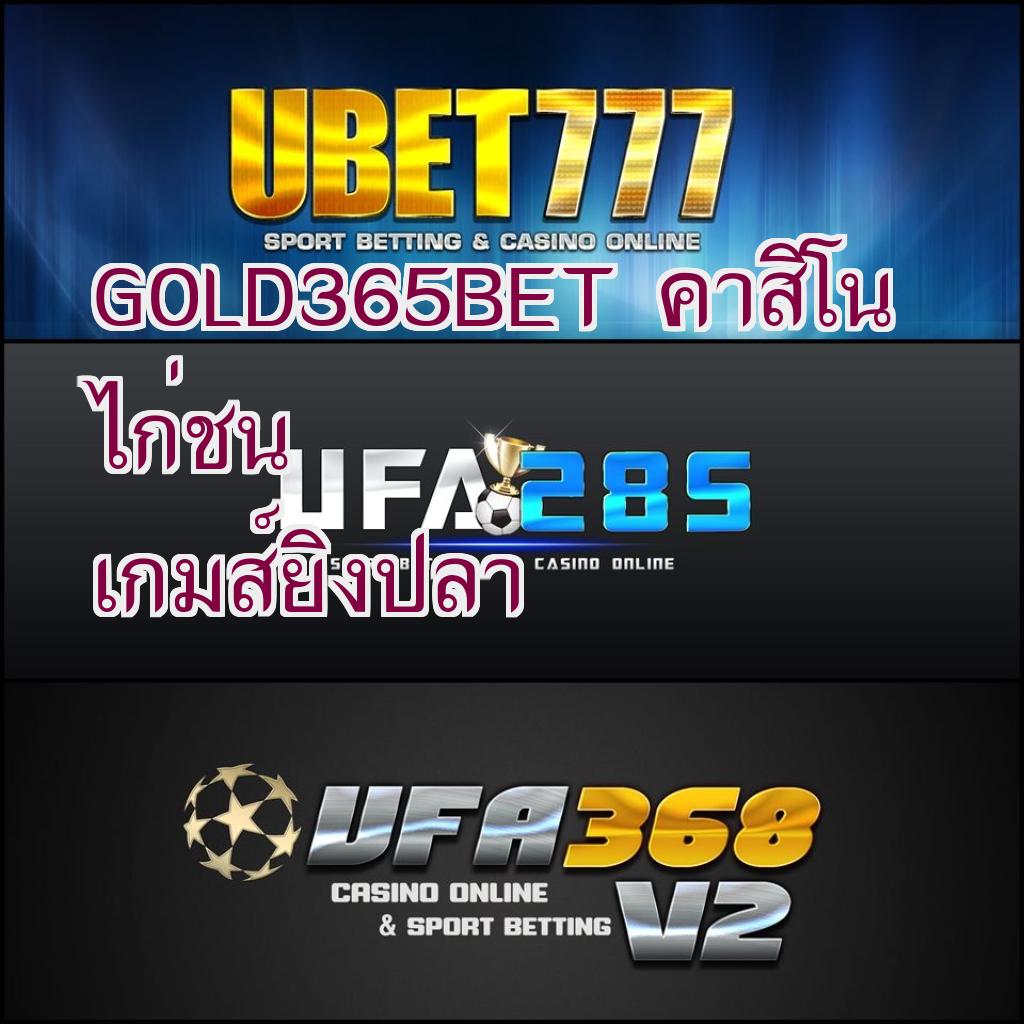 UBET777
SPORT BETTING & CASINO ONLINE
GOLD365BET คาสิโน
ไก่ชน
UFA285
เกมส์ยิงปลา
CASINO ONLINE
UFA368
CASINO ONLINE
& SPORT BETTING
V2